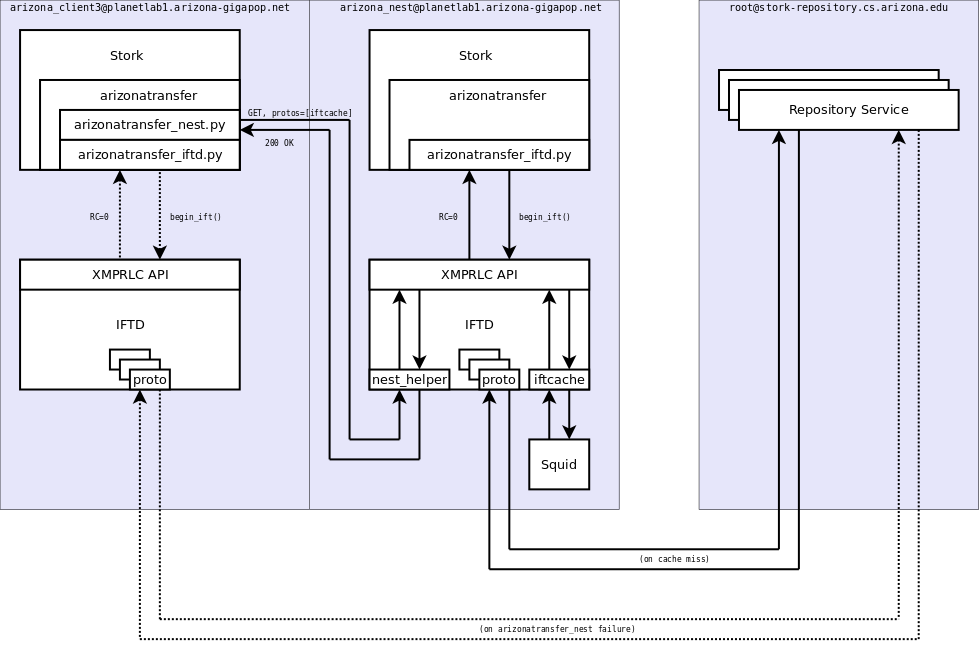 arizona_client3@planetlab1.arizona-gigapop.net
arizona_nest@planetlab1.arizona-gigapop.net
root@stork-repository.cs.arizona.edu
Stork
arizonatransfer
arizonatransfer_nest.py
arizonatransfer_iftd.py
GET, protos=[iftcache]
200 OK
Stork
arizonatransfer
arizonatransfer_iftd.py
Repository Service
RC=0
begin_ift()
RC=0
begin_ift()
XMPRLC API
IFTD
proto
XMPRLC API
IFTD
nest_helper
proto
iftcache
Squid
(on cache miss)
(on arizonatransfer_nest failure)